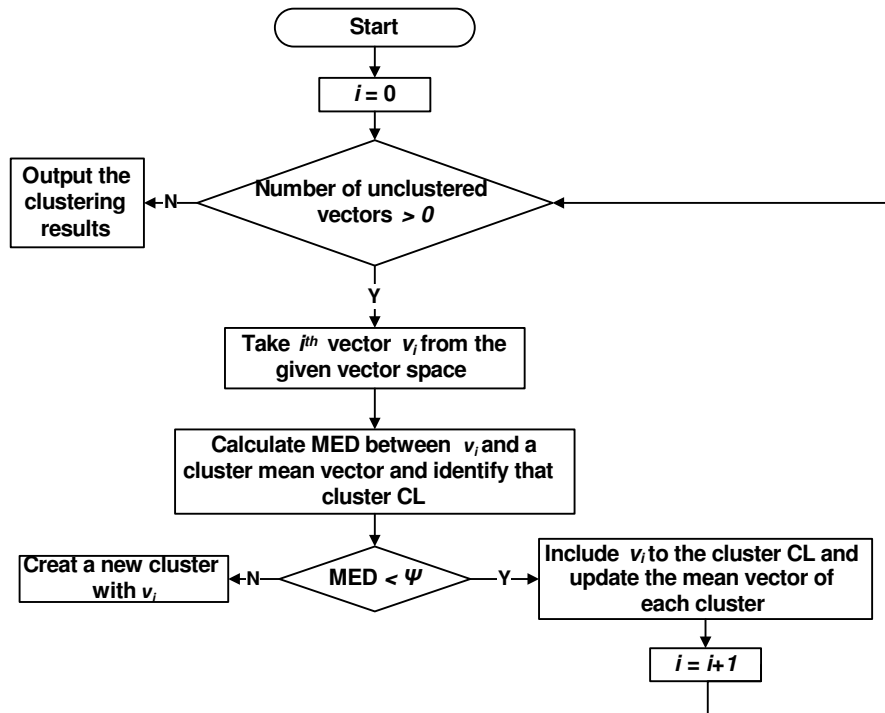 Start
i = 0
Number of unclustered
vectors > 0
N
Output the
clustering
results
Y
Take ith vector vi from the
given vector space
Calculate MED between vi and a
cluster mean vector and identify that
cluster CL
MED < Ψ
N
Creat a new cluster
with vi
Y
Include vi to the cluster CL and
update the mean vector of
each cluster
i = i+1